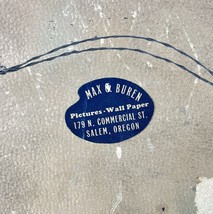 MAX & BUREN
Pictures - Wall Paper
179 N. COMMERCIAL ST.
SALEM, OREGON